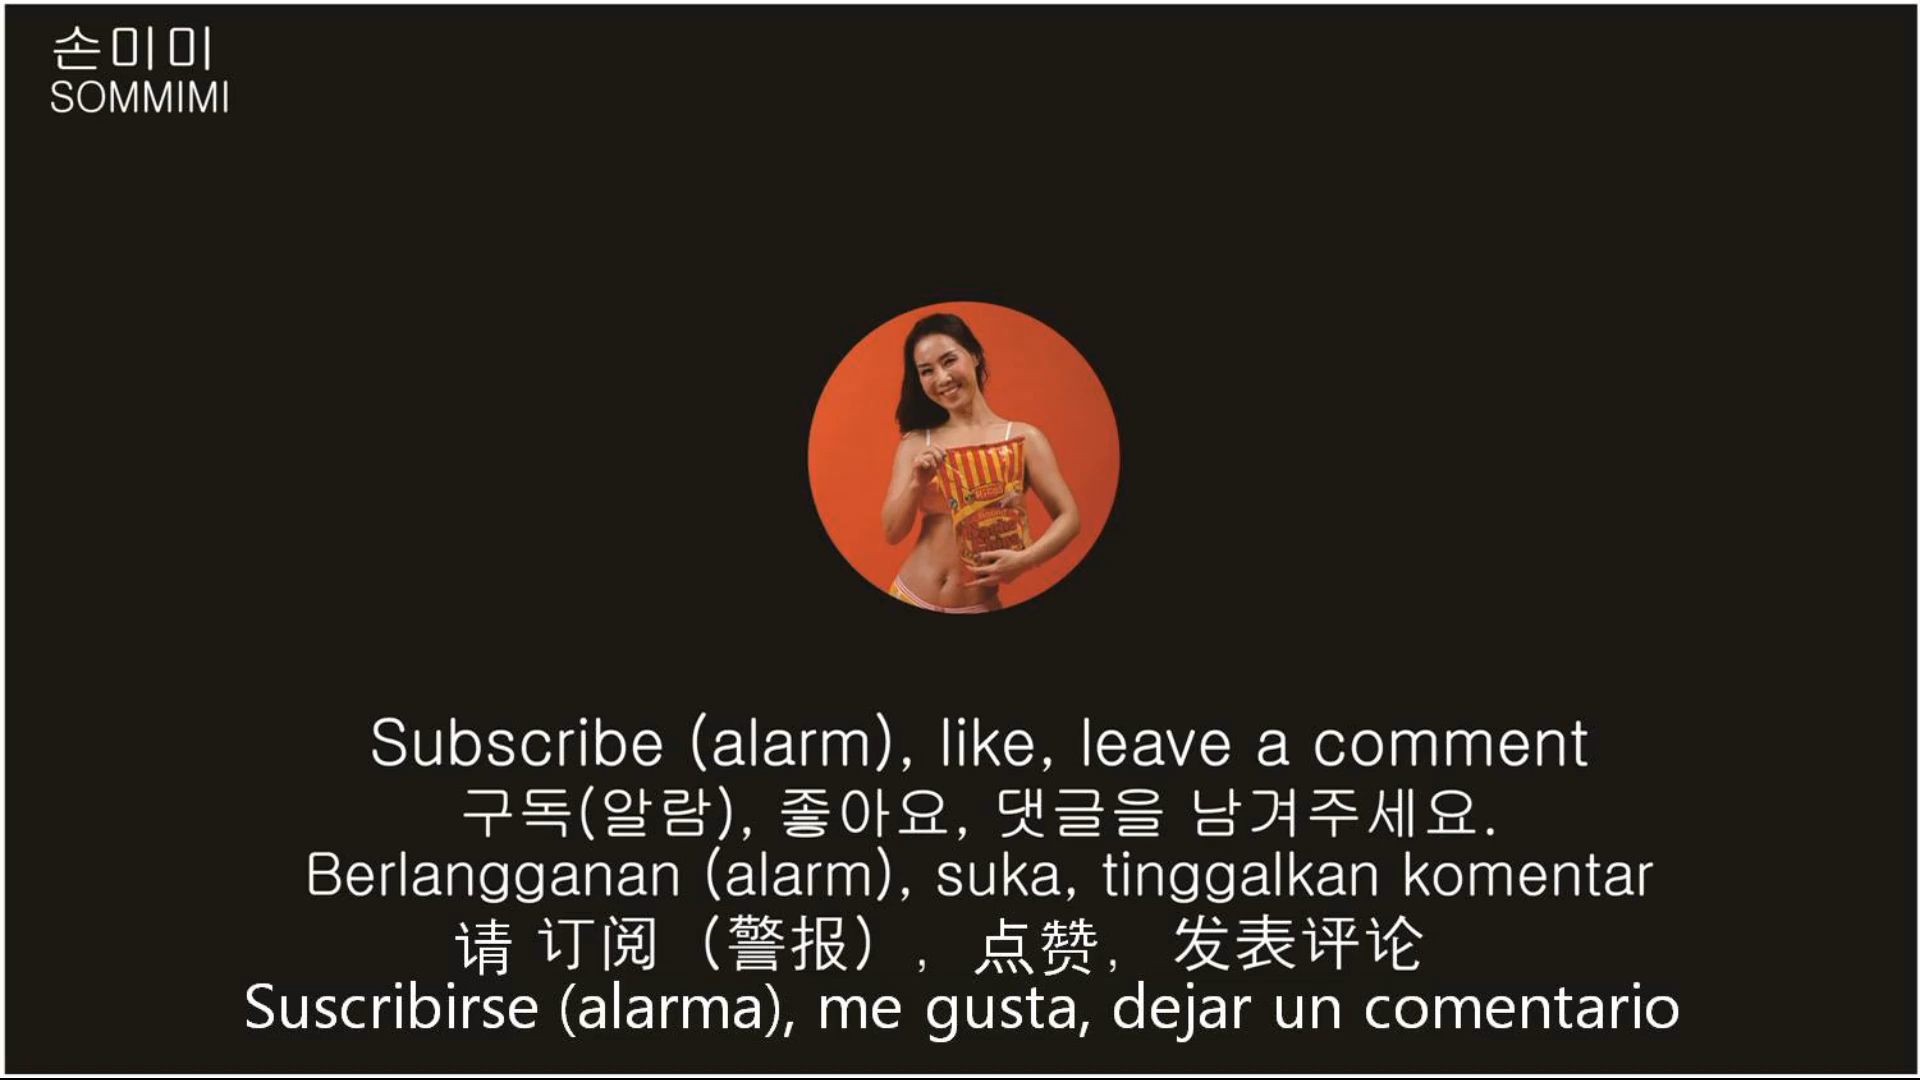 손미미
SOMMIMI
Subscribe (alarm), like, leave a comment
구독(알람), 좋아요, 댓글을 남겨주세요.
Berlangganan (alarm), suka, tinggalkan komentar
请 订阅（警报），点赞， 发表评论
Suscribirse (alarma), me gusta, dejar un comentario